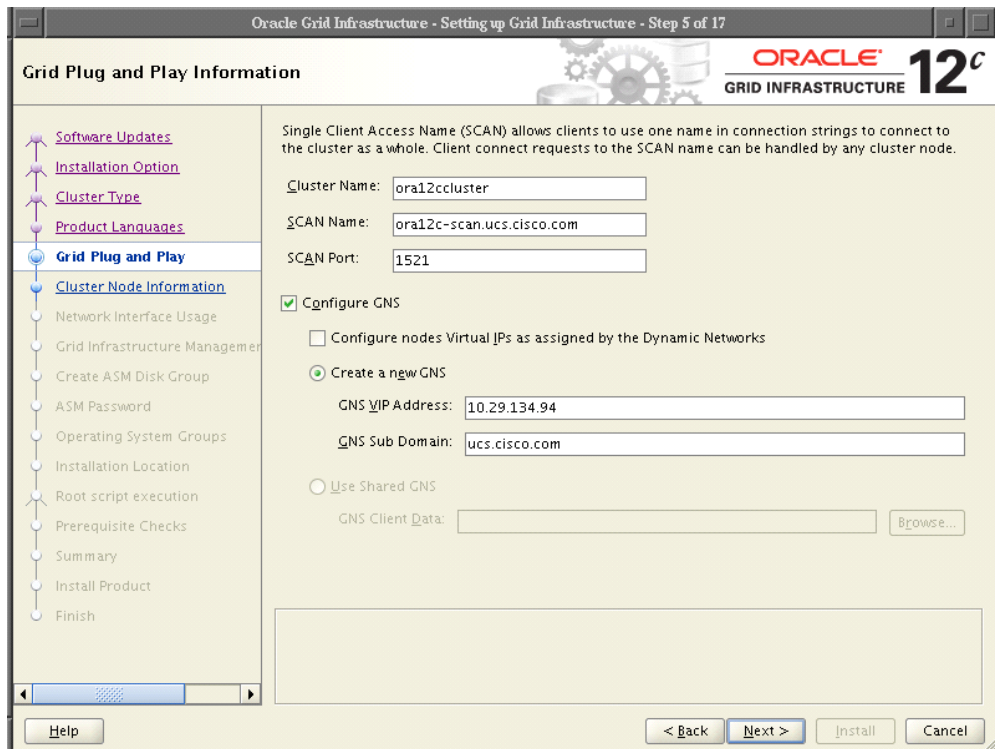 Oracle Grid Infrastructure - Setting up Grid Infrastructure - Step 5 of 17
Grid Plug and Play Information
ORACLE
GRID INFRASTRUCTURE
12c
Software Updates
Installation Option
Cluster Type
Product Languages
Grid Plug and Play
Cluster Node Information
Network Interface Usage
Grid Infrastructure Managemer
Create ASM Disk Group
ASM Password
Operating System Groups
Installation Location
Root script execution
Prerequisite Checks
Summary
Install Product
Finish
Single Client Access Name (SCAN) allows clients to use one name in connection strings to connect to
the cluster as a whole. Client connect requests to the SCAN name can be handled by any cluster node.
Cluster Name: ora12ccluster
SCAN Name: ora12c-scan.ucs.cisco.com
SCAN Port: 1521
Configure GNS
Configure nodes Virtual IPs as assigned by the Dynamic Networks
Create a new GNS
GNS VIP Address: 10.29.134.94
GNS Sub Domain: ucs.cisco.com
Use Shared GNS
GNS Client Data:
Browse...
Help
< Back
Next >
Install
Cancel